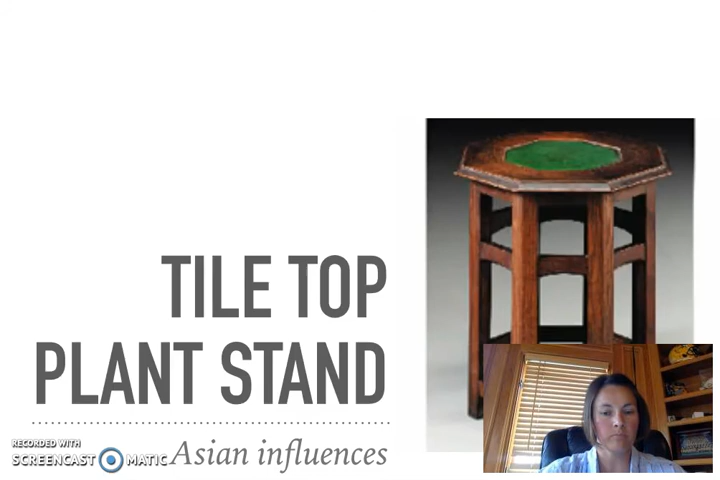 TILE TOP
PLANT STAND
Asian influences
RECORDED WITH
SCREENCAST MATIC